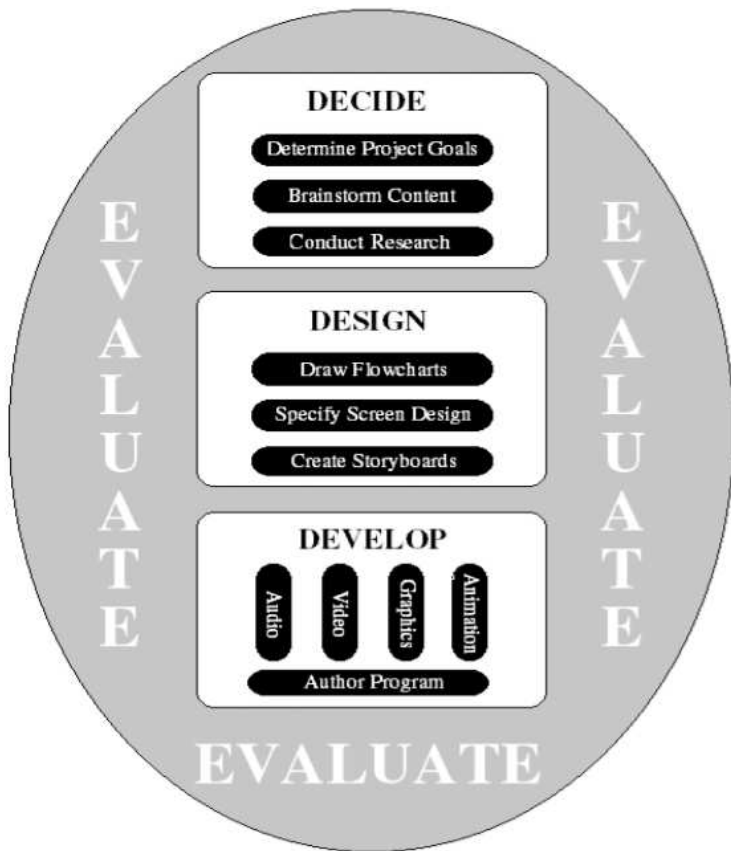 DECIDE
Determine Project Goals
Brainstorm Content
Conduct Research
EVALUATE
EVALUATE
DESIGN
Draw Flowcharts
Specify Screen Design
Create Storyboards
DEVELOP
Audio
Video
Graphics
Animation
Author Program
EVALUATE